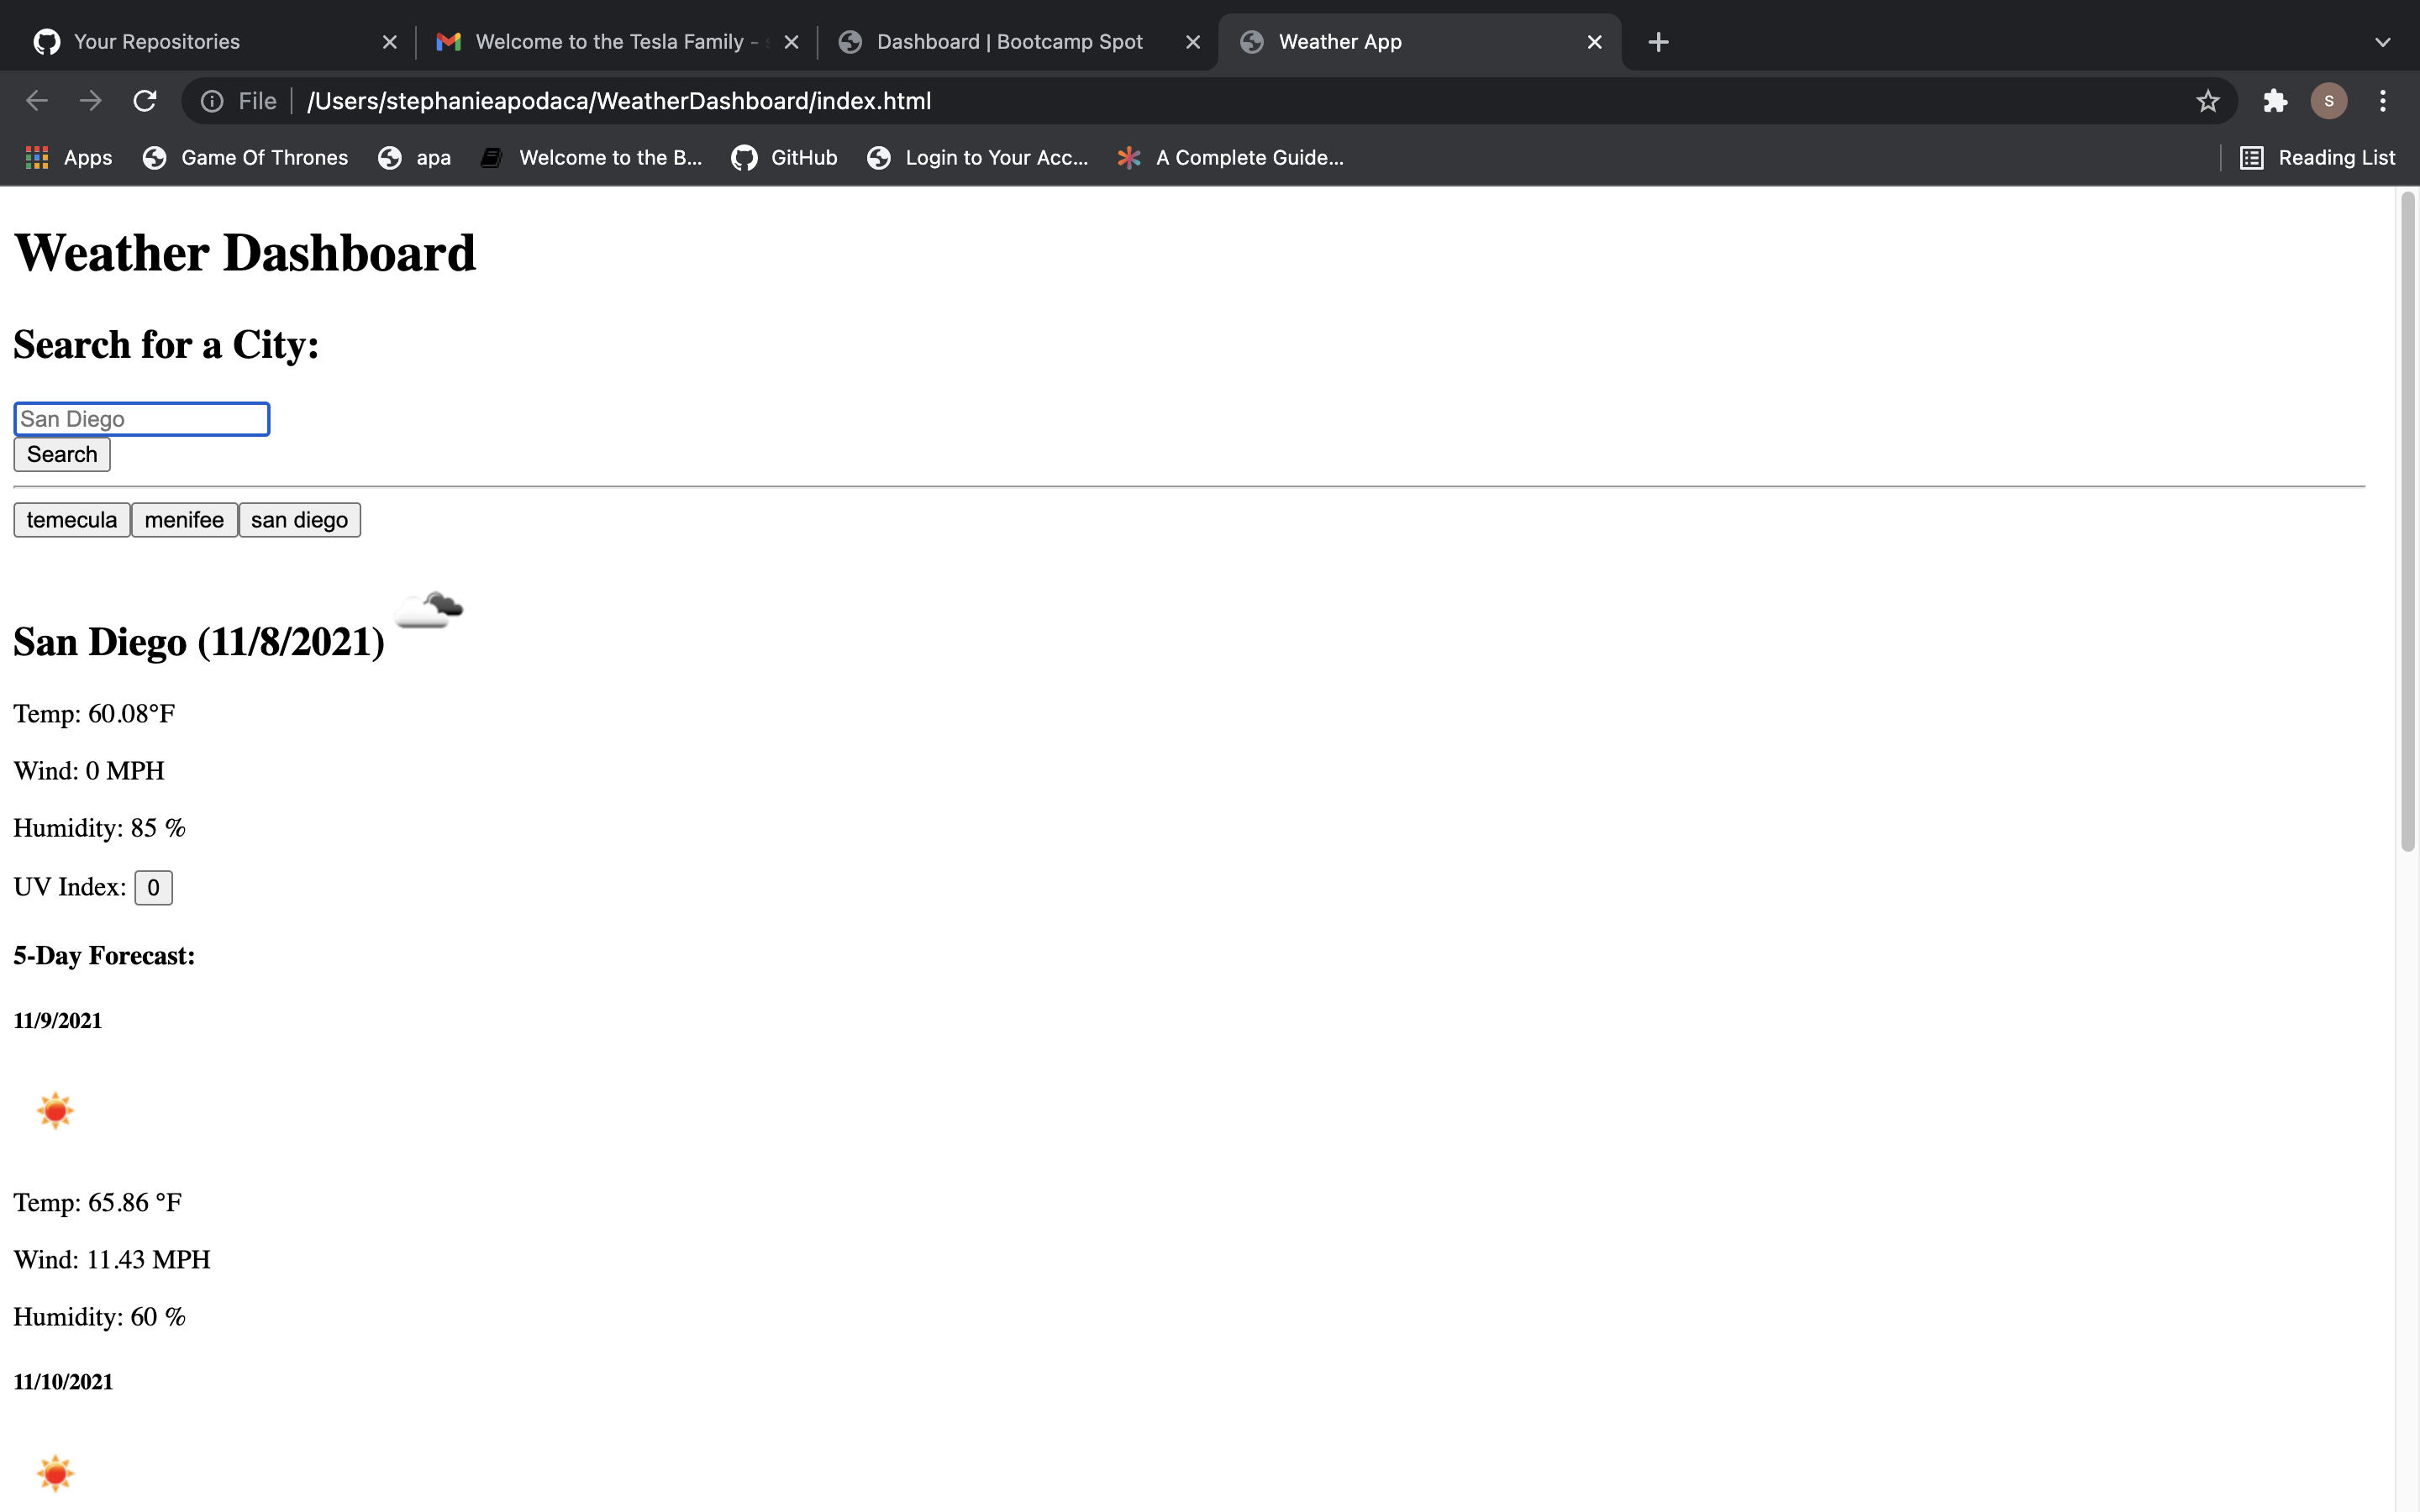 Your Repositories
Welcome to the Tesla Family -
Dashboard | Bootcamp Spot
Weather App
File
/Users/stephanieapodaca/WeatherDashboard/index.html
S
Apps
Game Of Thrones
apa
Welcome to the B...
GitHub
Login to Your Acc...
A Complete Guide...
Reading List
Weather Dashboard
Search for a City:
San Diego
Search
temecula menifee san diego
San Diego (11/8/2021)
Temp: 60.08°F
Wind: 0 MPH
Humidity: 85 %
UV Index: 0
5-Day Forecast:
11/9/2021
Temp: 65.86 °F
Wind: 11.43 MPH
Humidity: 60 %
11/10/2021